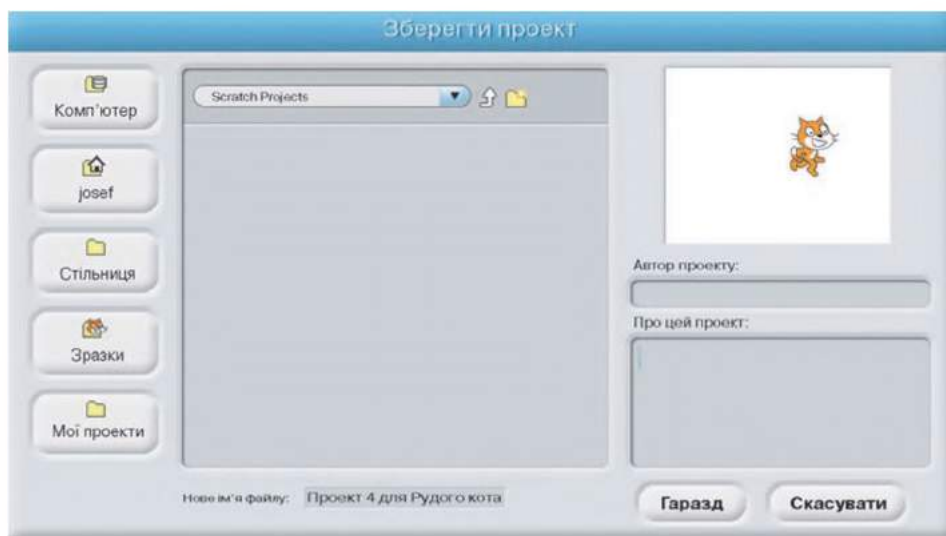 Зберегти проект
Комп'ютер
josef
Стільниця
Зразки
Мої проекти
Scratch Projects
Автор проекту:
Про цей проект:
Нове ім'я файлу: Проект 4 для Рудого кота
Гаразд
Скасувати